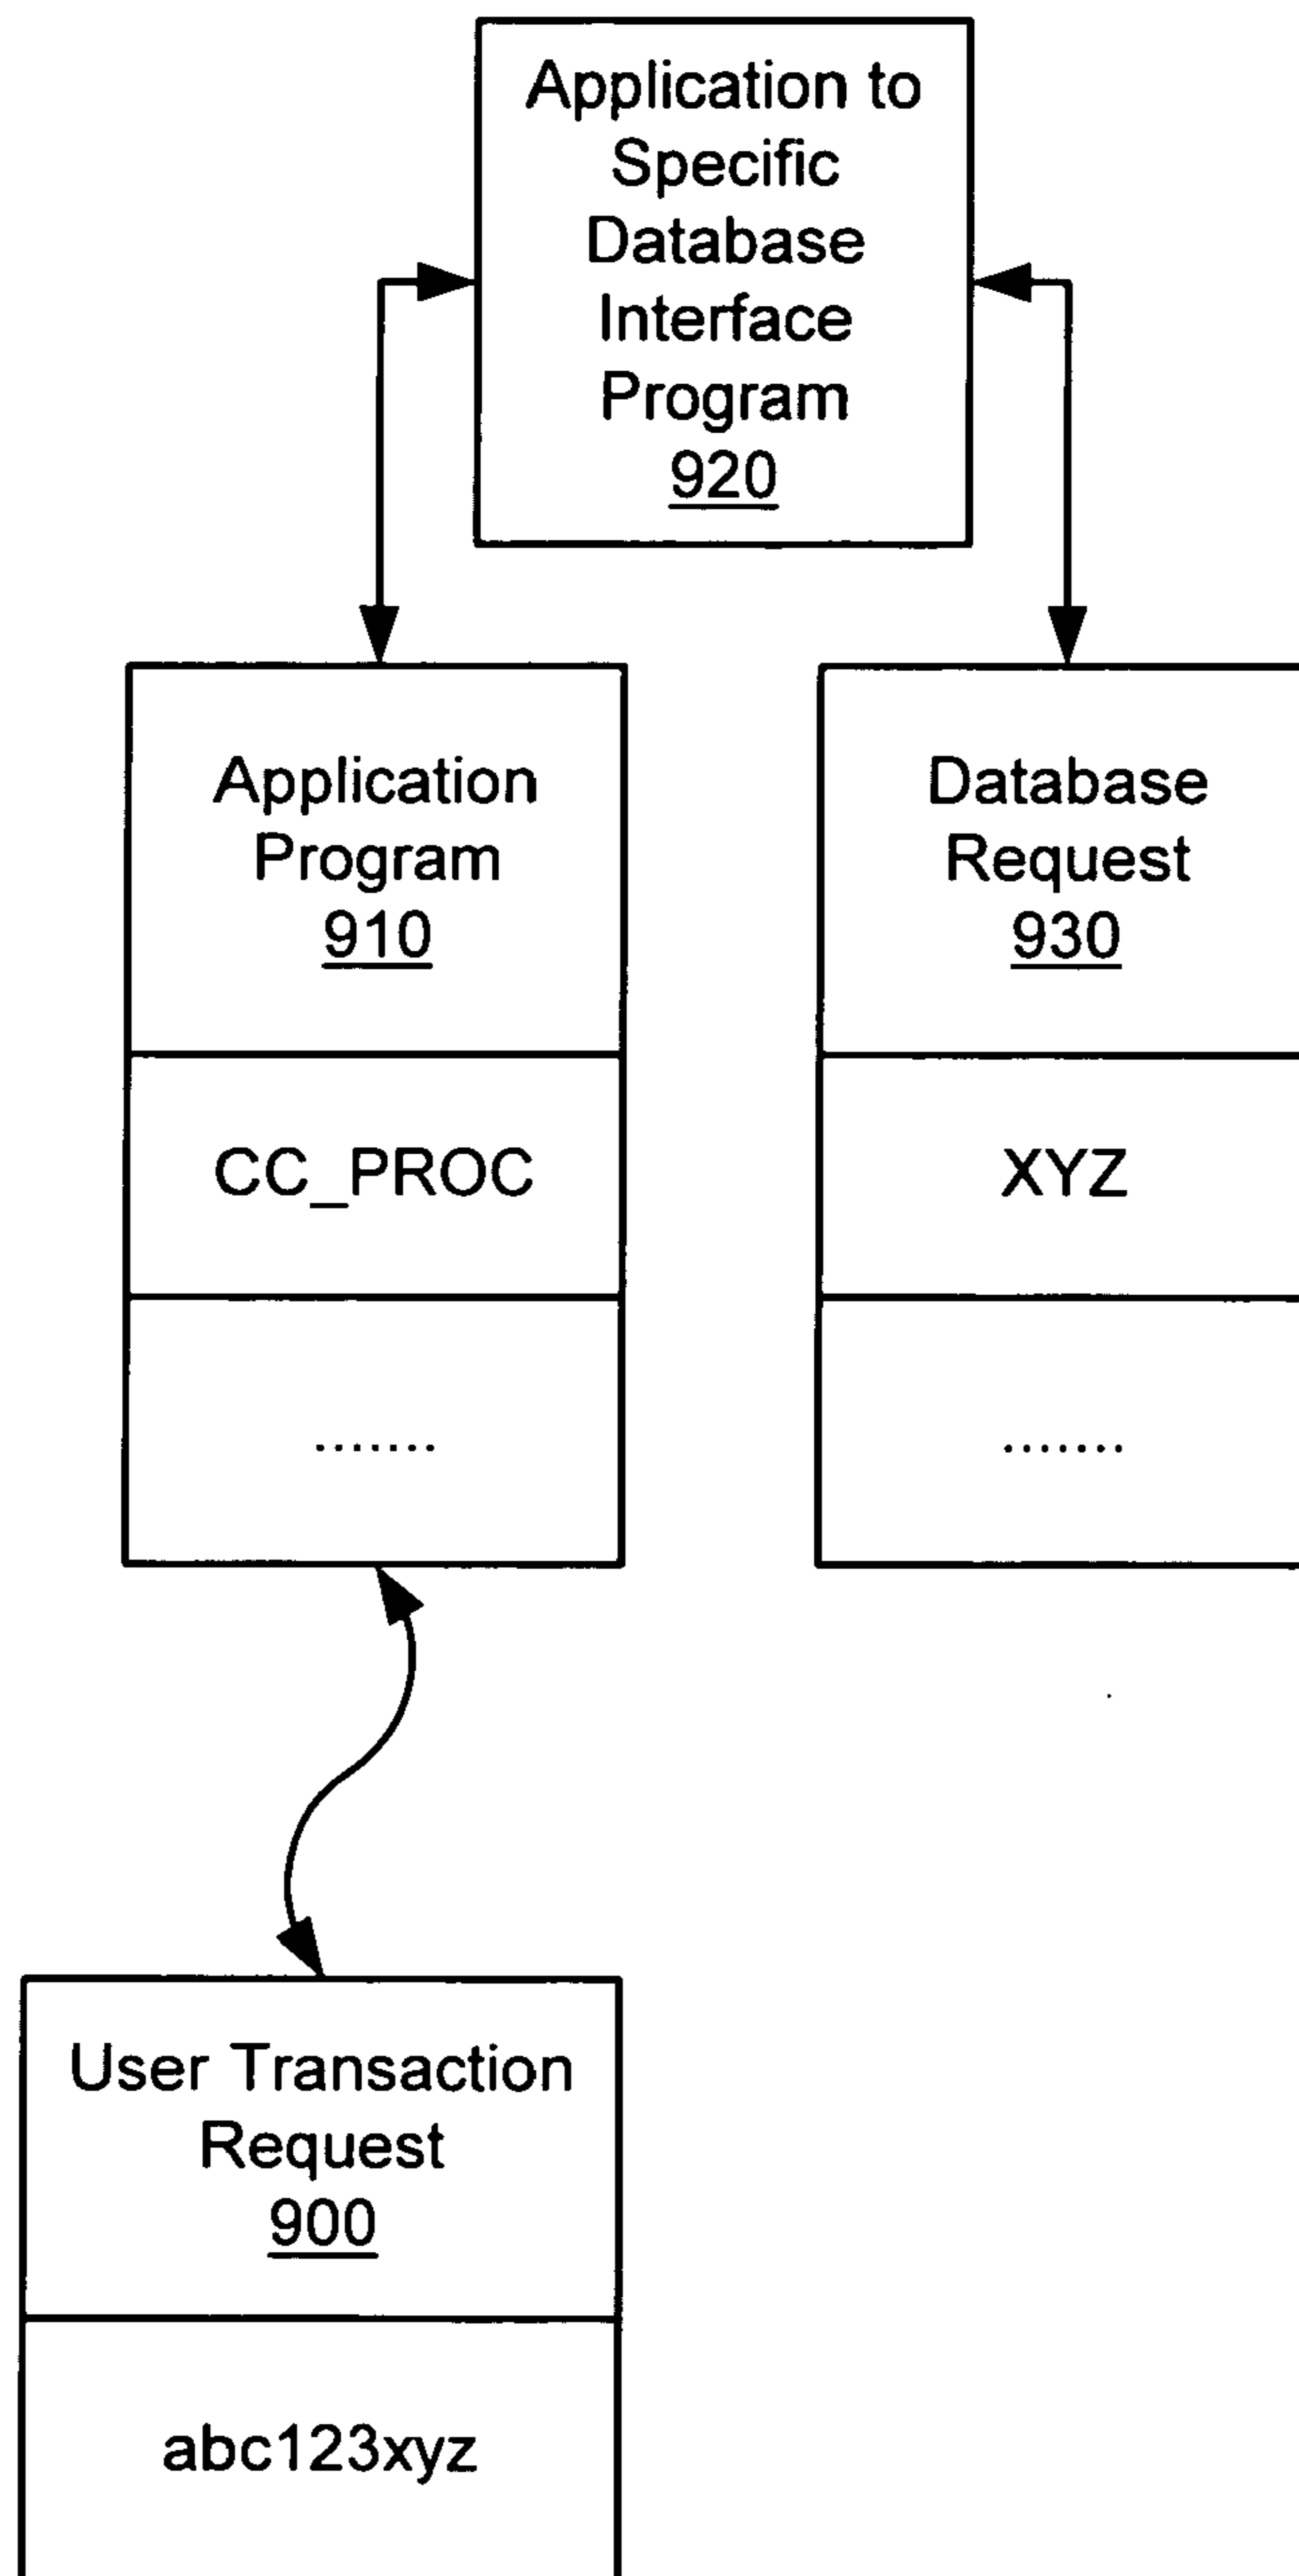 Application to
Specific
Database
Interface
Program
920
Application
Program
910
CC_PROC
.......
Database
Request
930
XYZ
.......
User Transaction
Request
900
abc123xyz